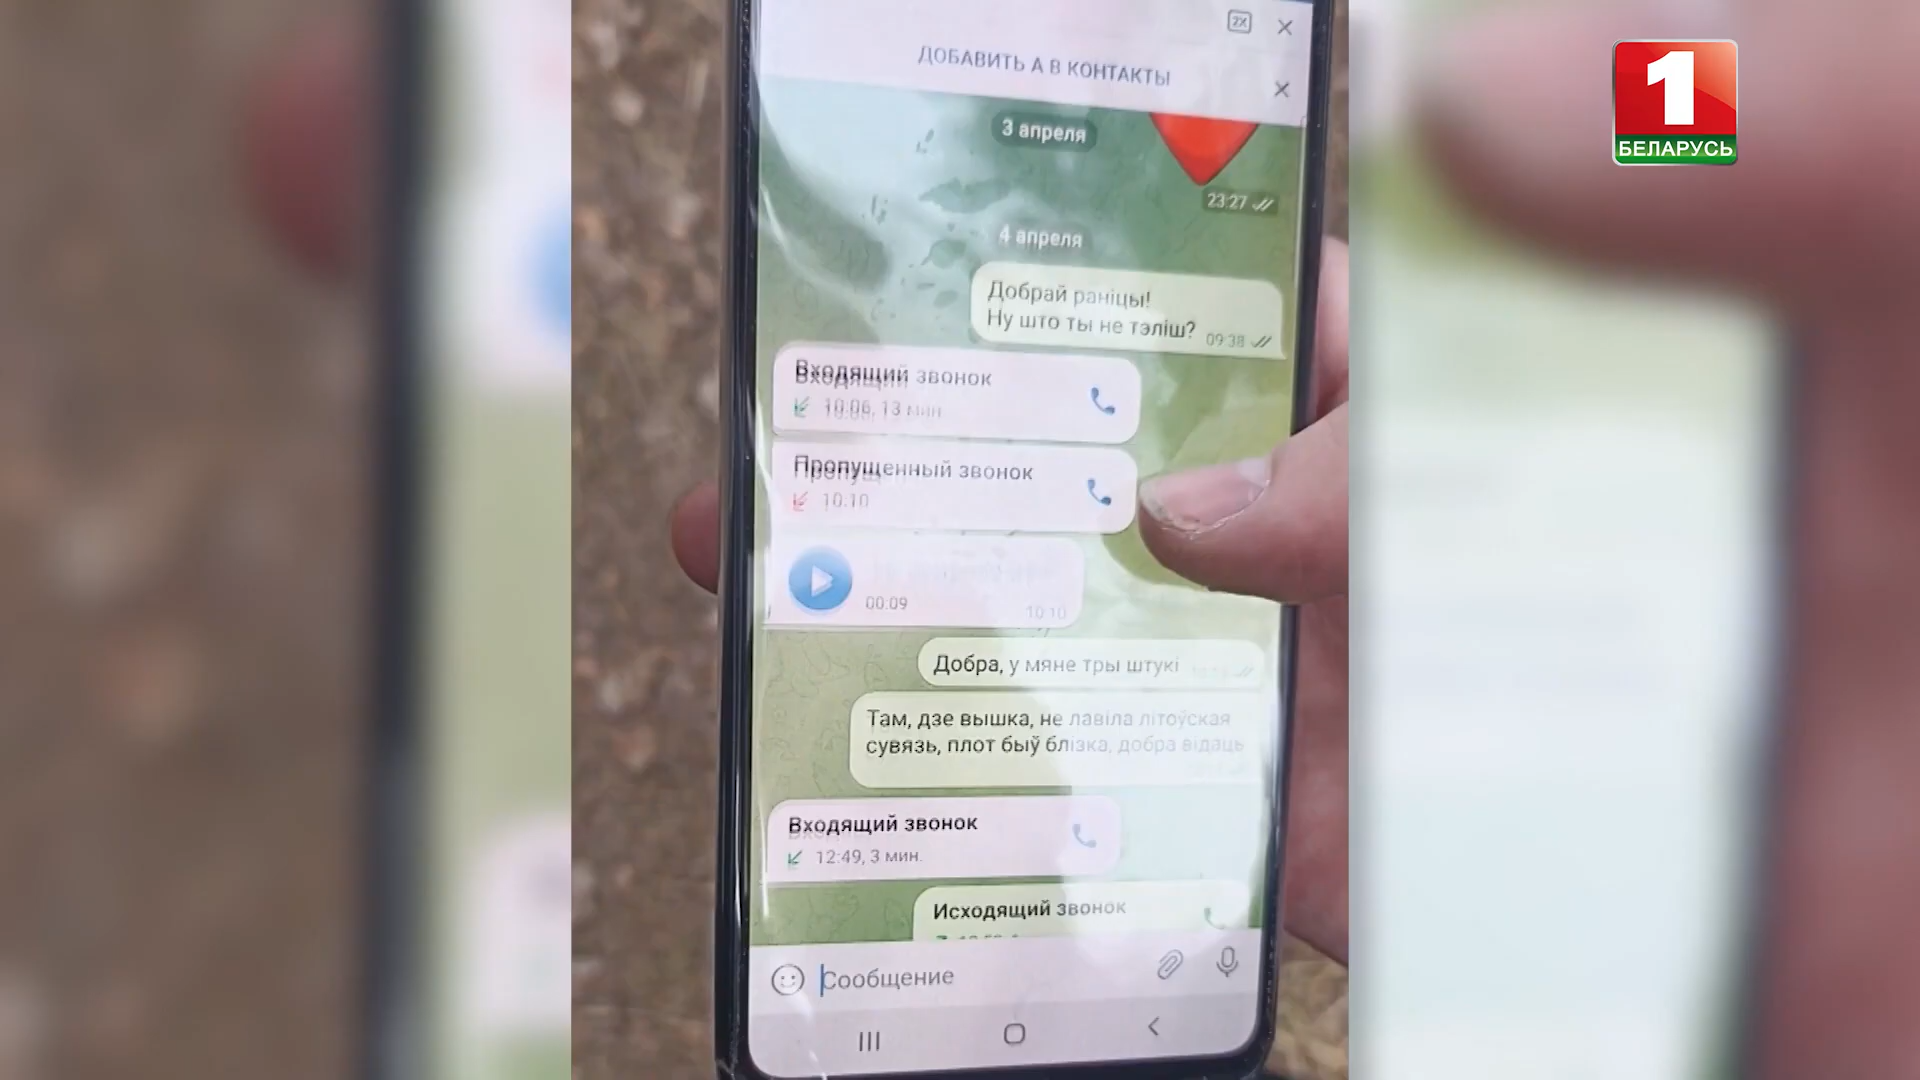 2X
ДОБАВИТЬ А В КОНТАКТЫ
1
БЕЛАРУСЬ
3 апреля
23:27
4 апреля
Добрай раніцы!
Ну што ты не тэліш?
09:38
Входящий звонок
10:06, 13 мин
Пропущенный звонок
10:10
00:09
10:10
Добра, у мяне тры штукі
Там, дзе вышка, не лавіла літоўская
сувязь, плот быў блізка, добра відаць
Входящий звонок
12:49, 3 мин.
Исходящий звонок
Сообщение